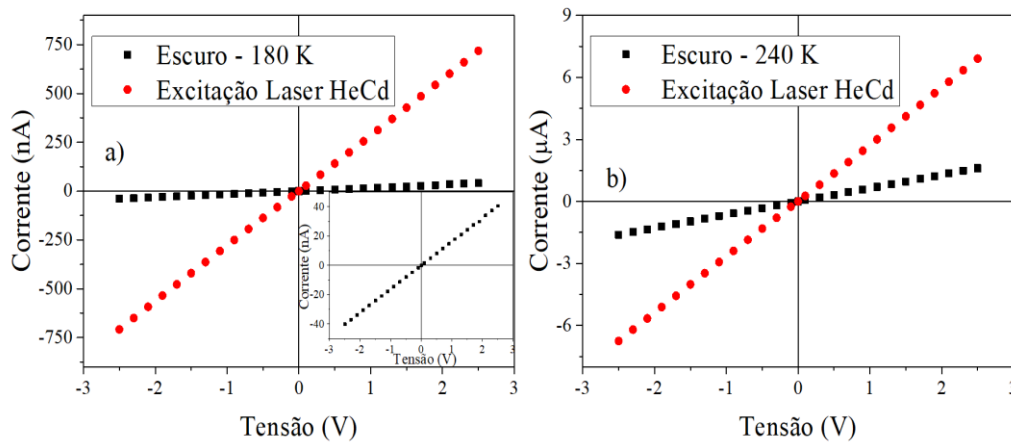 750
500
250
0
-250
-500
-750
Corrente (nA)
Escuro - 180 K
Excitação Laser HeCd
a)
40
20
0
-20
-40
Corrente (nA)
-3 -2 -1 0 1 2 3
Tensão (V)
-3 -2 -1 0 1 2 3
Tensão (V)
9
6
3
0
-3
-6
Corrente (μA)
Escuro - 240 K
Excitação Laser HeCd
b)
-3 -2 -1 0 1 2 3
Tensão (V)